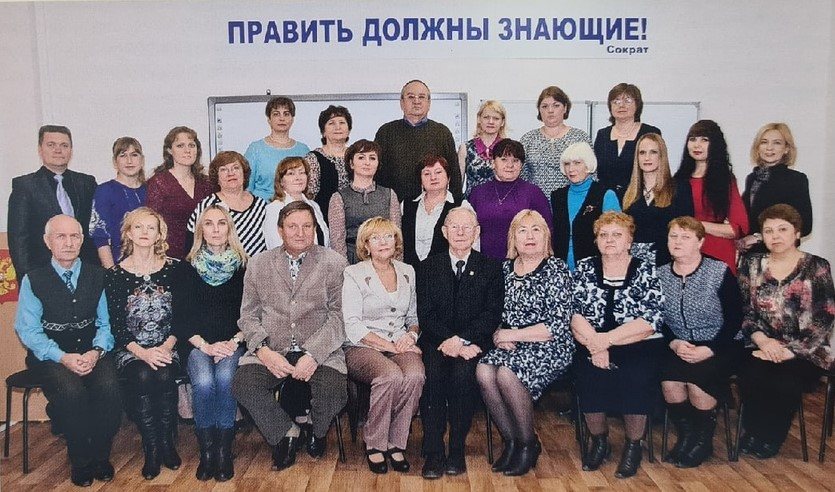 ПРАВИТЬ ДОЛЖНЫ ЗНАЮЩИЕ!
Сократ